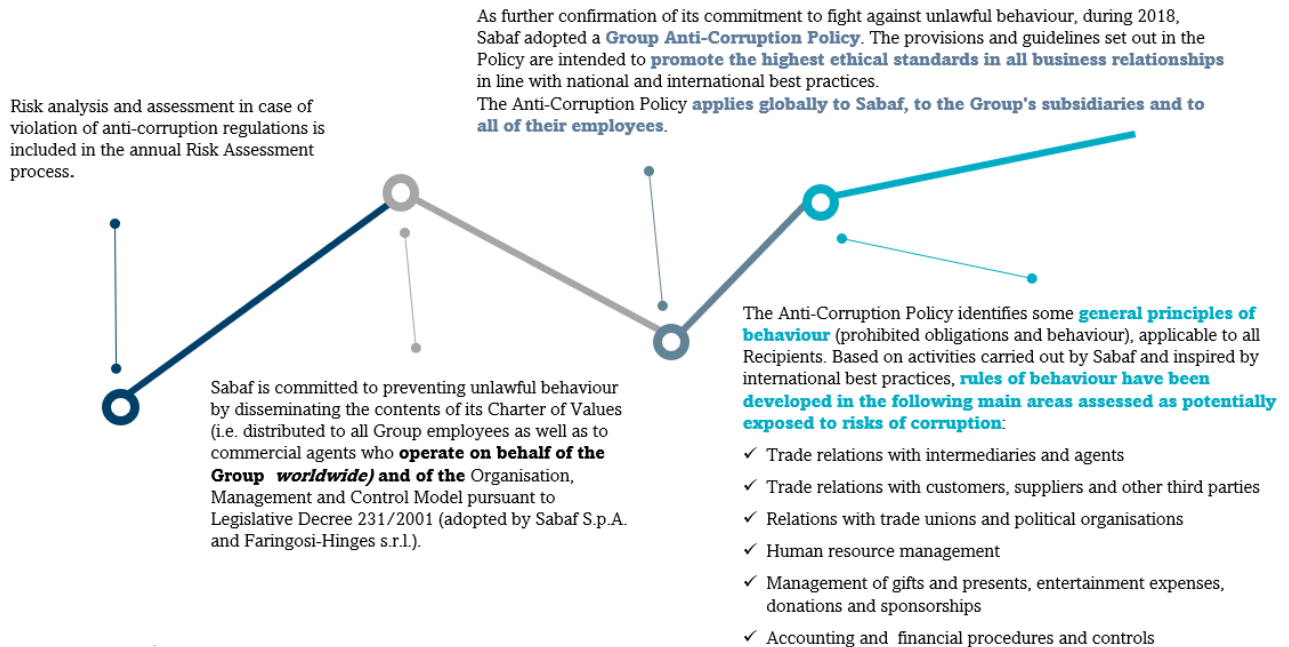 As further confirmation of its commitment to fight against unlawful behaviour, during 2018,
Sabaf adopted a Group Anti-Corruption Policy. The provisions and guidelines set out in the
Policy are intended to promote the highest ethical standards in all business relationships
in line with national and international best practices.
The Anti-Corruption Policy applies globally to Sabaf, to the Group's subsidiaries and to
all of their employees.
Risk analysis and assessment in case of
violation of anti-corruption regulations is
included in the annual Risk Assessment
process.
Sabaf is committed to preventing unlawful behaviour
by disseminating the contents of its Charter of Values
(i.e. distributed to all Group employees as well as to
commercial agents who operate on behalf of the
Group worldwide) and of the Organisation,
Management and Control Model pursuant to
Legislative Decree 231/2001 (adopted by Sabaf S.p.A.
and Faringosi-Hinges s.r.l.).
The Anti-Corruption Policy identifies some general principles of
behaviour (prohibited obligations and behaviour), applicable to all
Recipients. Based on activities carried out by Sabaf and inspired by
international best practices, rules of behaviour have been
developed in the following main areas assessed as potentially
exposed to risks of corruption:
✓ Trade relations with intermediaries and agents
✓ Trade relations with customers, suppliers and other third parties
✓ Relations with trade unions and political organisations
✓ Human resource management
✓ Management of gifts and presents, entertainment expenses,
donations and sponsorships
✓ Accounting and financial procedures and controls